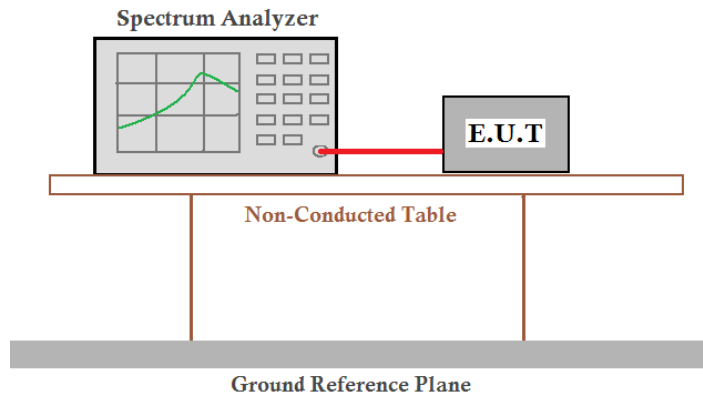 Spectrum Analyzer
E.U.T
Non-Conducted Table
Ground Reference Plane